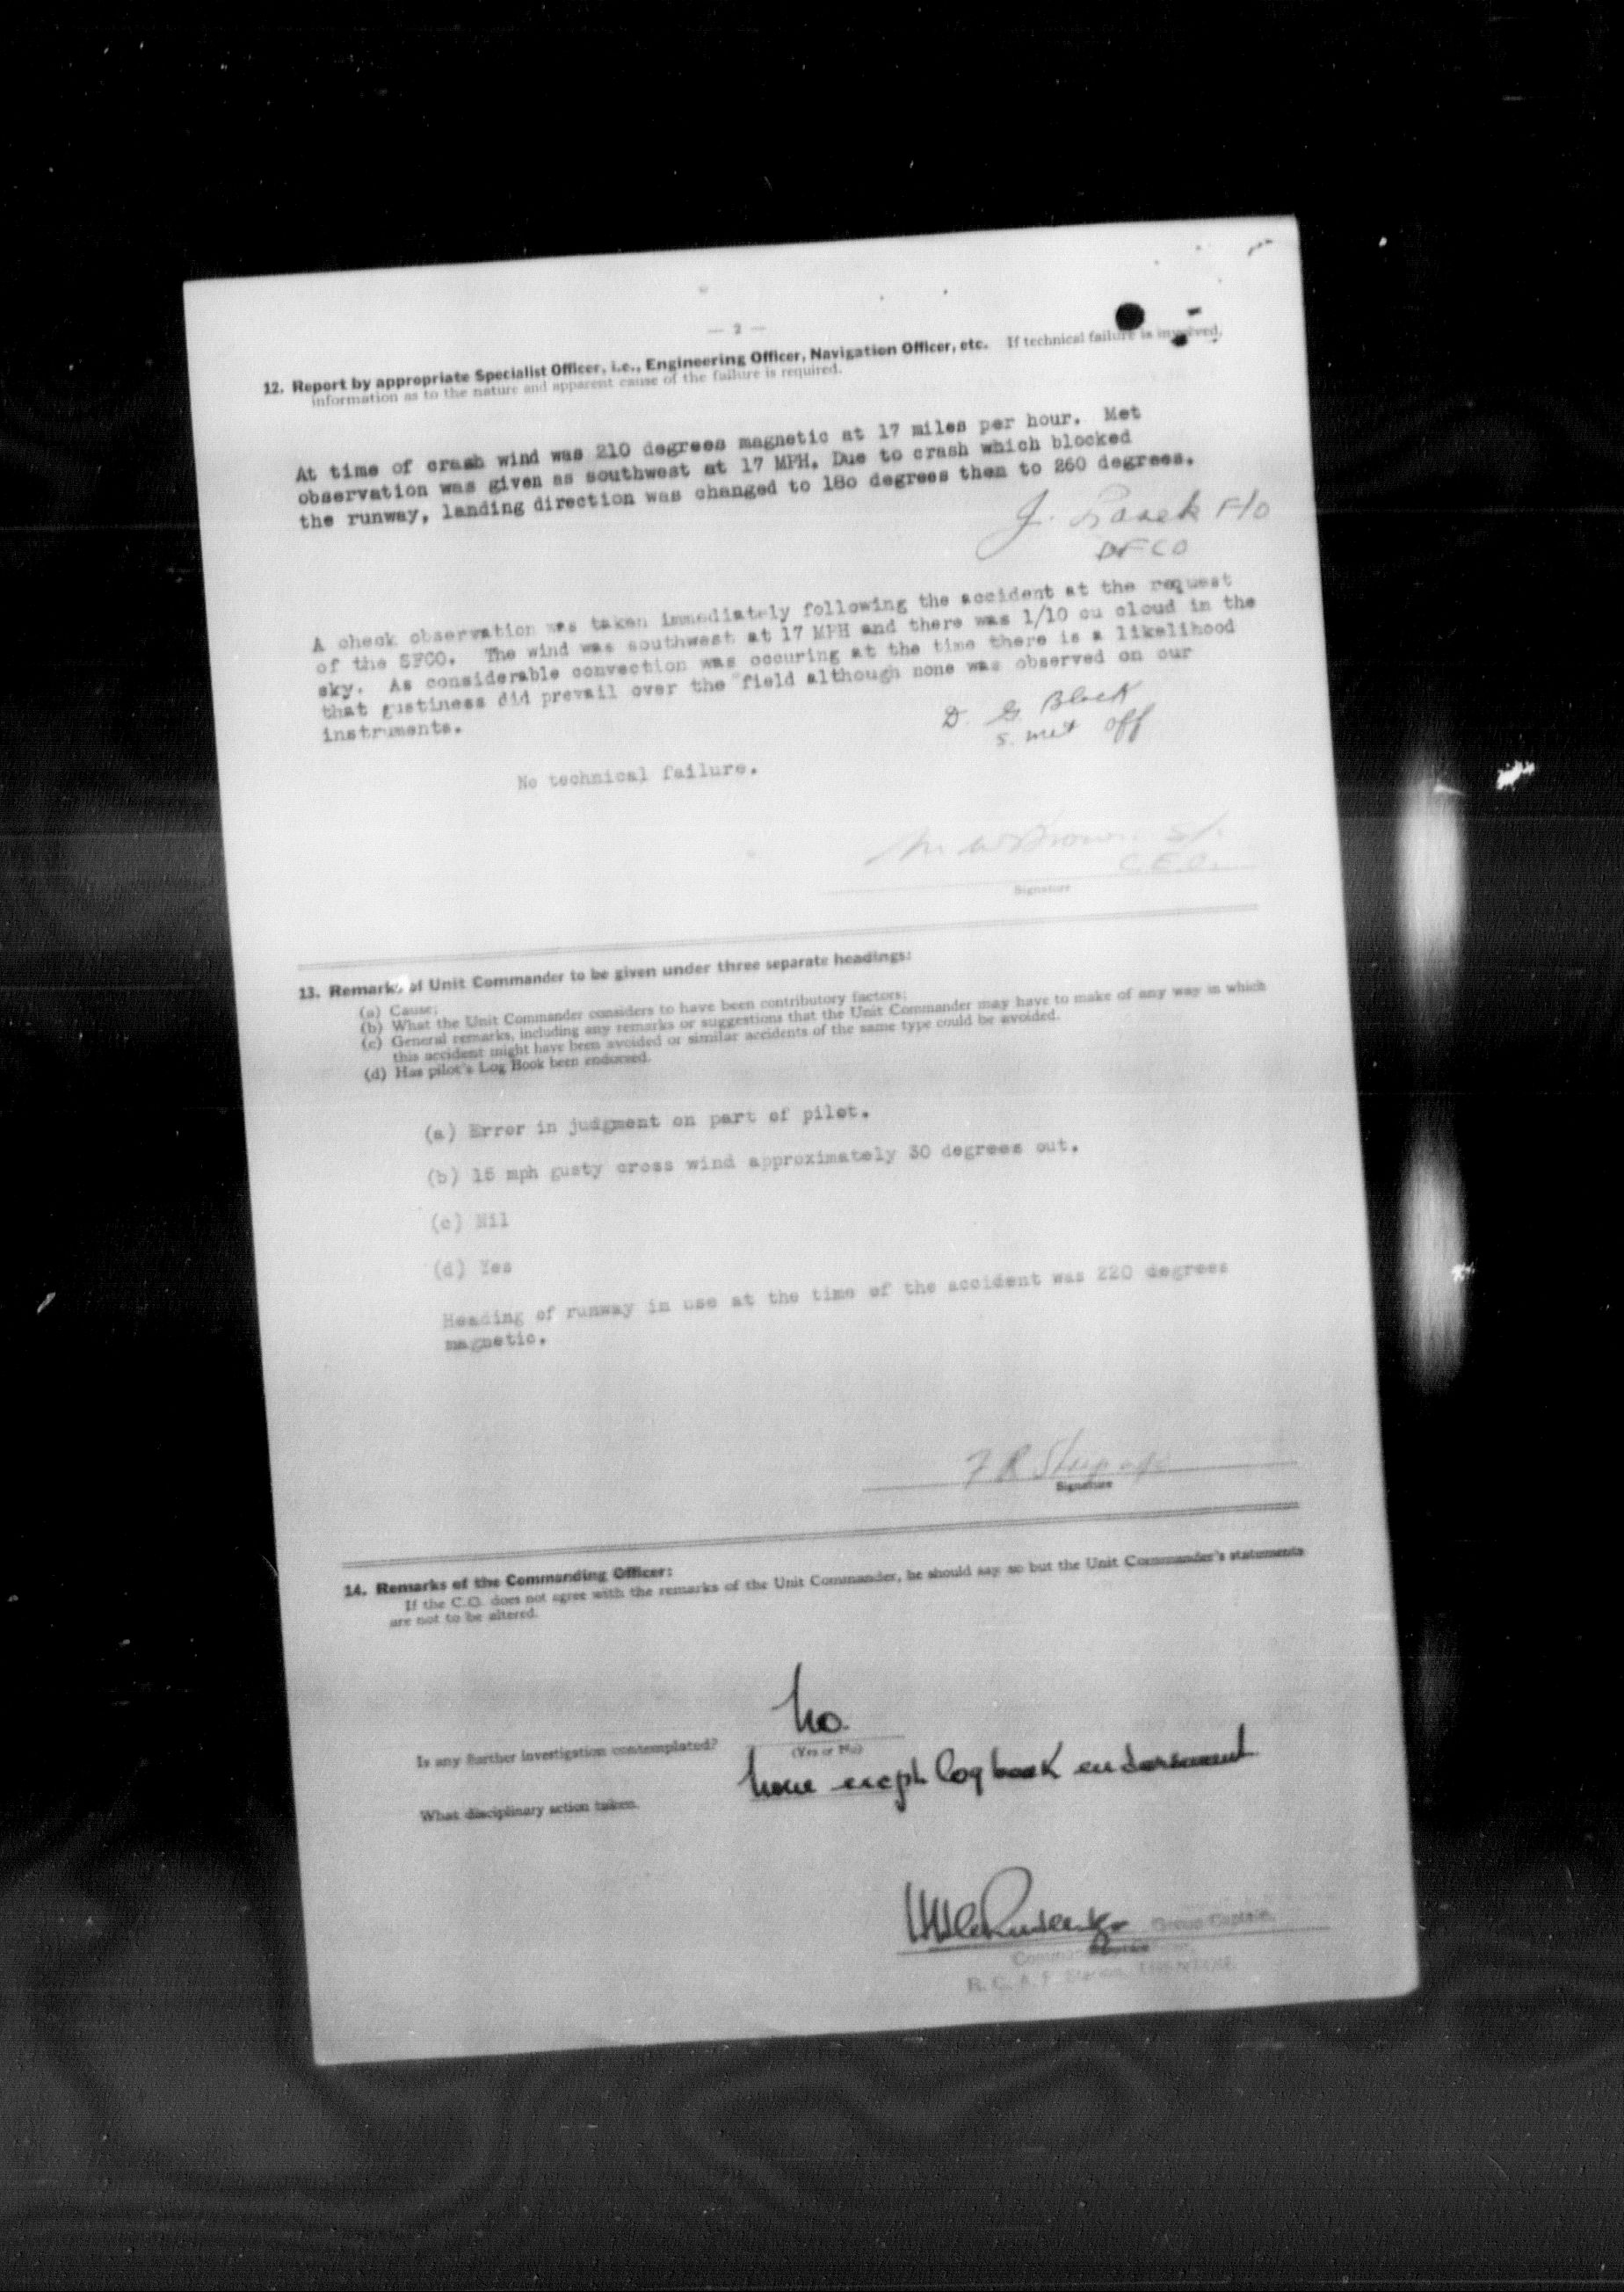 — 2 —
12. Report by appropriate Specialist Officer, i.e., Engineering Officer, Navigation Officer, etc. If technical failure is involved,
information as to the nature and apparent cause of the failure is required.
At time of crash wind was 210 degrees magnetic at 17 miles per hour. Met
observation was given as southwest at 17 MPH. Due to crash which blocked
the runway, landing direction was changed to 180 degrees then to 260 degrees.
J. F/O
DFCO
A check observation was taken immediately following the accident at the request
of the SFCO. The wind was southwest at 17 MPH and there was 1/10 cu cloud in the
sky. As considerable convection was occuring at the time there is a likelihood
that gustiness did prevail over the field although none was observed on our
instruments.
D. G. Black
S. Met Off
No technical failure.
M. W. Brown S/L
C.E.O.
Signature
13. Remarks of Unit Commander to be given under three separate headings:
(a) Cause;
(b) What the Unit Commander considers to have been contributory factors;
(c) General remarks, including any remarks or suggestions that the Unit Commander may have to make of any way in which
this accident might have been avoided or similar accidents of the same type could be avoided.
(d) Has pilot's Log Book been endorsed.
(a) Error in judgment on part of pilot.
(b) 15 mph gusty cross wind approximately 30 degrees out.
(c) Nil
(d) Yes
Heading of runway in use at the time of the accident was 220 degrees
magnetic.
F R
Signature
14. Remarks of the Commanding Officer:
If the C.O. does not agree with the remarks of the Unit Commander, he should say so but the Unit Commander's statements
are not to be altered.
Is any further investigation contemplated? No.
(Yes or No)
What disciplinary action taken. None except log book endorsement
Group Captain,
R. C. A. F. Station,